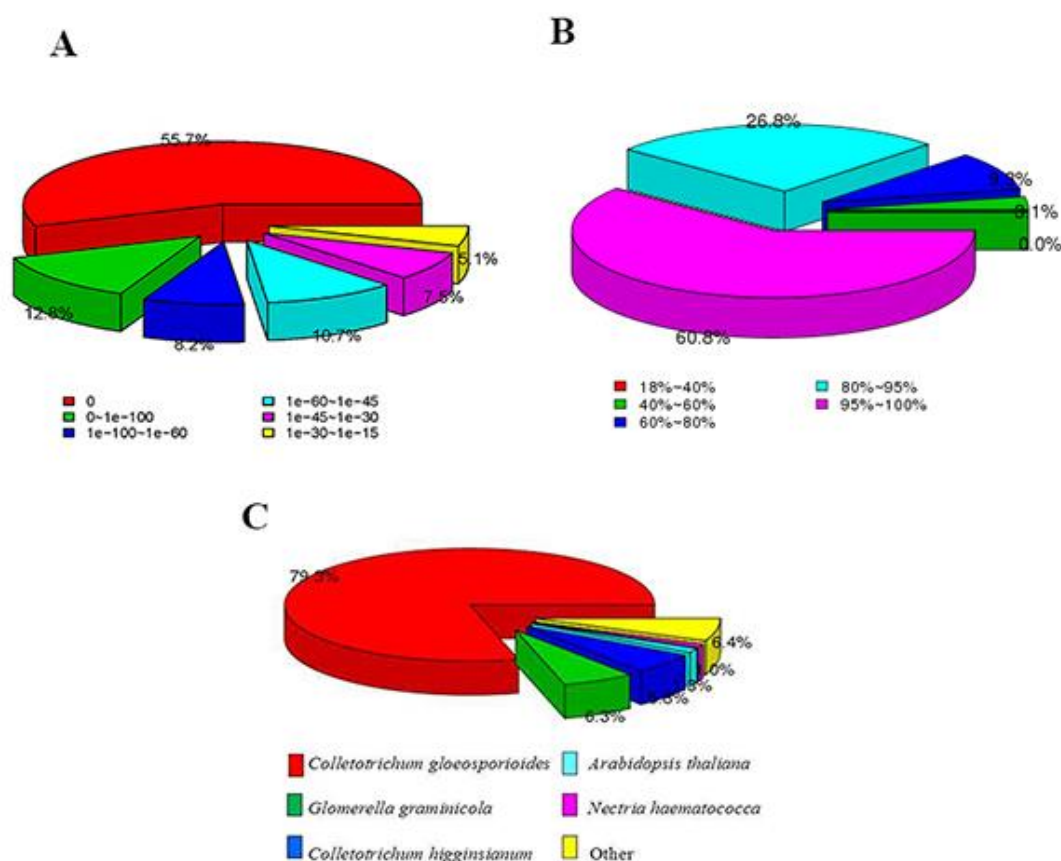 A
55.7%
12.8%
8.2%
10.7%
7.5%
5.1%
0
0~1e-100
1e-100~1e-60
1e-60~1e-45
1e-45~1e-30
1e-30~1e-15
B
26.8%
60.8%
0.0%
18%~40%
40%~60%
60%~80%
80%~95%
95%~100%
C
79.3%
6.3%
6.4%
Colletotrichum gloeosporioides
Glomerella graminicola
Colletotrichum higginsianum
Arabidopsis thaliana
Nectria haematococca
Other